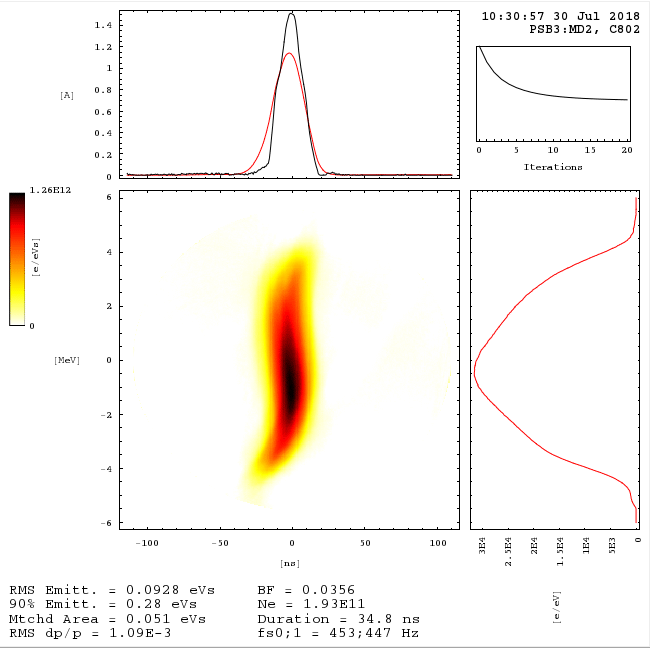 10:30:57 30 Jul 2018
PSB3:MD2, C802
1.4
1.2
1
0.8
0.6
0.4
0.2
0
[A]
0 5 10 15 20
Iterations
1.26E12
[e/eVs]
0
6
4
2
0
-2
-4
-6
[MeV]
-100 -50 0 50 100
[ns]
3E4 2.5E4 2E4 1.5E4 1E4 5E3 0
[e/eV]
RMS Emitt. = 0.0928 eVs BF = 0.0356
90% Emitt. = 0.28 eVs Ne = 1.93E11
Mtchd Area = 0.051 eVs Duration = 34.8 ns
RMS dp/p = 1.09E-3 fs0;1 = 453;447 Hz